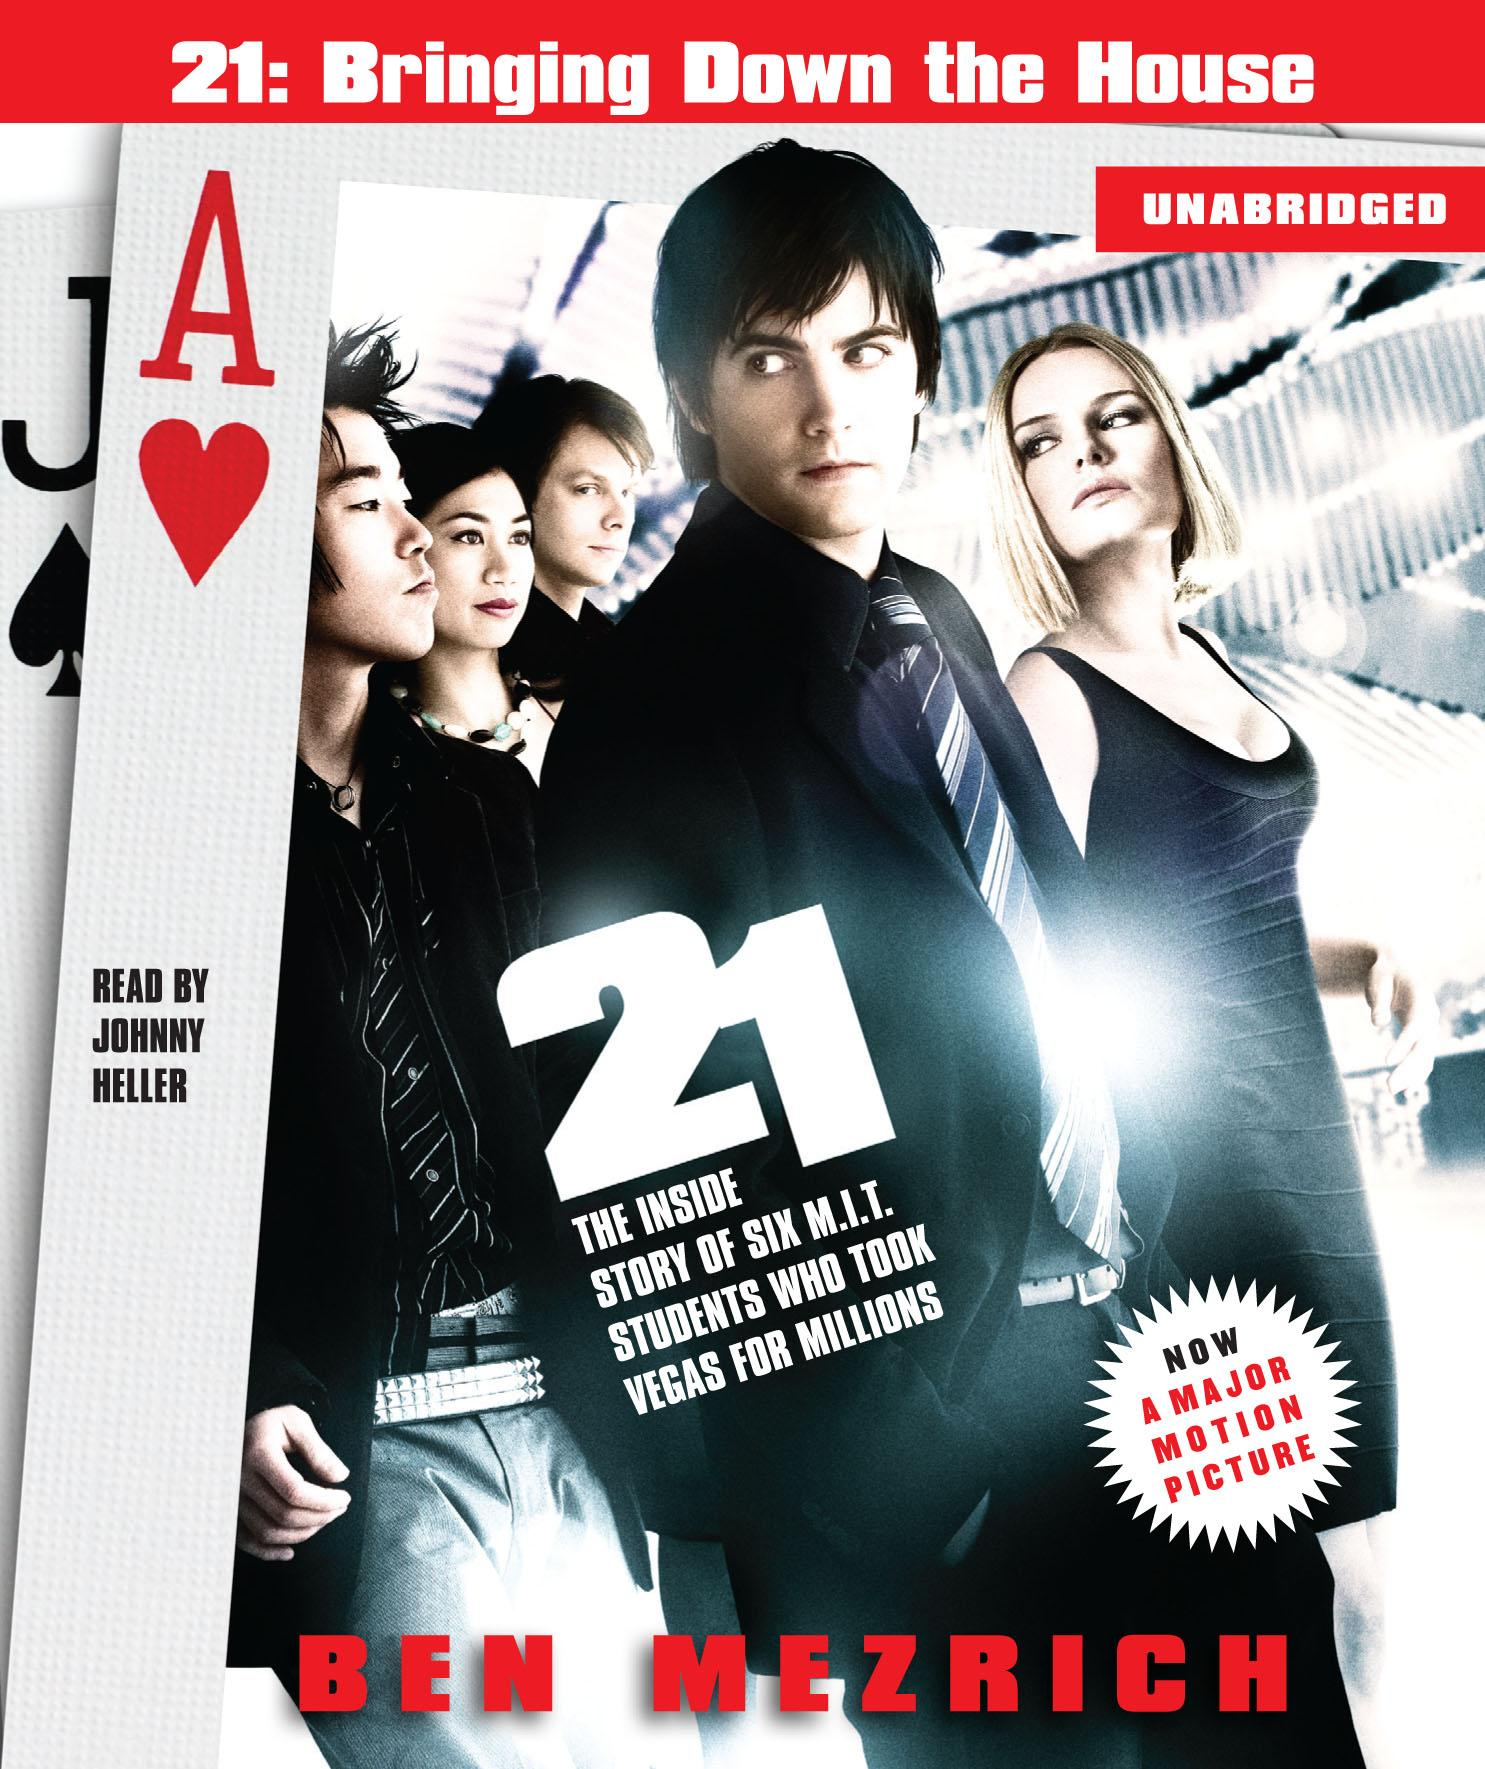 21: Bringing Down the House
UNABRIDGED
A
J
READ BY
JOHNNY
HELLER
21
THE INSIDE
STORY OF SIX M.I.T.
STUDENTS WHO TOOK
VEGAS FOR MILLIONS
NOW
A MAJOR
MOTION
PICTURE
BEN MEZRICH